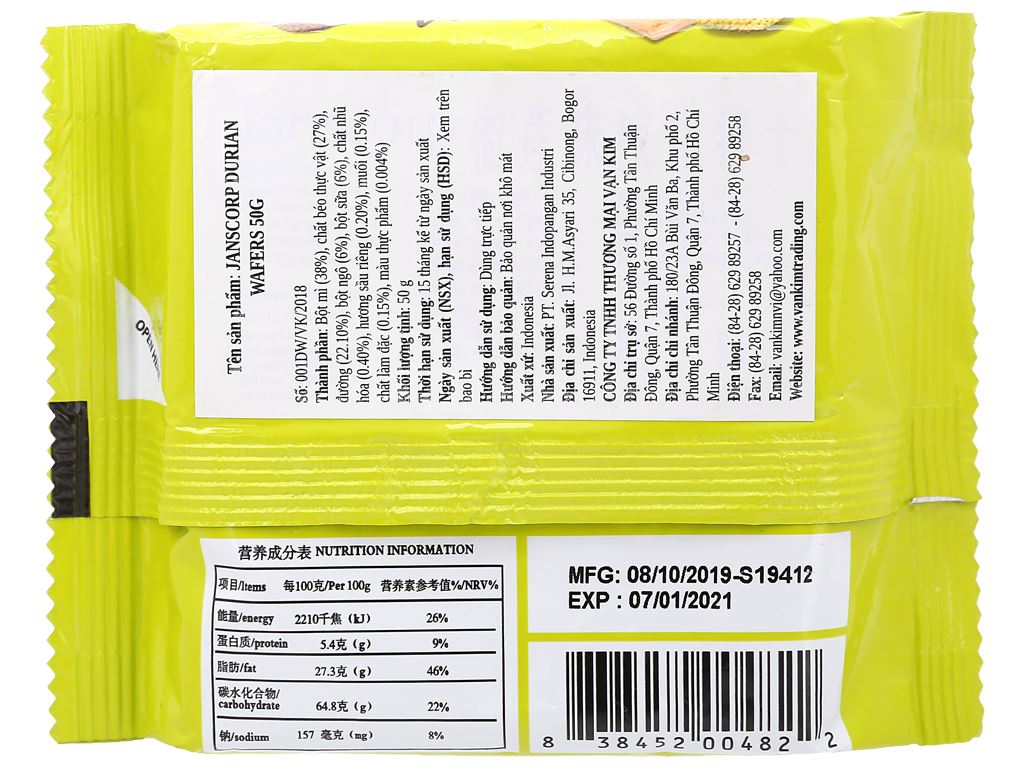 Tên sản phẩm: JANSCORP DURIAN
WAFERS 50G
Số: 001DW/VK/2018
Thành phần: Bột mì (38%), chất béo thực vật (27%),
đường (22.10%), bột ngô (6%), bột sữa (6%), chất nhũ
hóa (0.40%), hương sầu riêng (0.20%), muối (0.15%),
chất làm đặc (0.15%), màu thực phẩm (0.004%)
Khối lượng tịnh: 50 g
Thời hạn sử dụng: 15 tháng kể từ ngày sản xuất
Ngày sản xuất (NSX), hạn sử dụng (HSD): Xem trên
bao bì
Hướng dẫn sử dụng: Dùng trực tiếp
Hướng dẫn bảo quản: Bảo quản nơi khô mát
Xuất xứ: Indonesia
Nhà sản xuất: PT. Serena Indopangan Industri
Địa chỉ sản xuất: Jl. H.M.Asyari 35, Cibinong, Bogor
16911, Indonesia
CÔNG TY TNHH THƯƠNG MẠI VẠN KIM
Địa chỉ trụ sở: 56 Đường số 1, Phường Tân Thuận
Đông, Quận 7, Thành phố Hồ Chí Minh
Địa chỉ chi nhánh: 180/23A Bùi Văn Ba, Khu phố 2,
Phường Tân Thuận Đông, Quận 7, Thành phố Hồ Chí
Minh
Điện thoại: (84-28) 629 89257 - (84-28) 629 89258
Fax: (84-28) 629 89258
Email: vankimnvi@yahoo.com
Website: www.vankimtrading.com
营养成分表 NUTRITION INFORMATION
项目/Items 每100克/Per 100g 营养素参考值%/NRV%
能量/energy 2210千焦 (kJ) 26%
蛋白质/protein 5.4克 (g) 9%
脂肪/fat 27.3克 (g) 46%
碳水化合物/
carbohydrate 64.8克 (g) 22%
钠/sodium 157 毫克 (mg) 8%
MFG: 08/10/2019-S19412
EXP : 07/01/2021
8 38452 00482 2